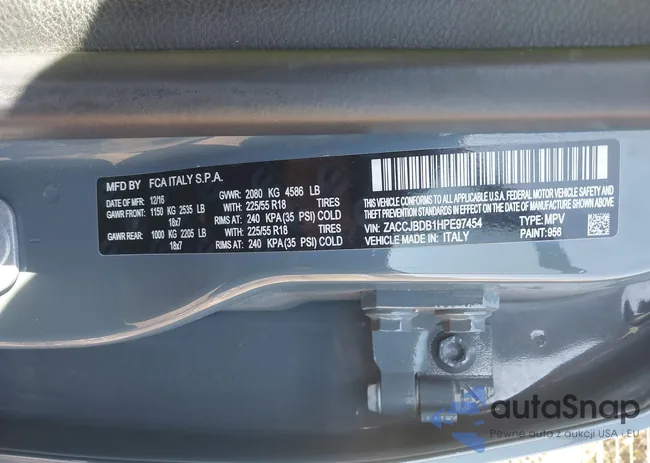 MFD BY FCA ITALY S.P.A.
DATE OF MFR: 12/16 GVWR: 2080 KG 4586 LB
GAWR FRONT: 1150 KG 2535 LB WITH: 225/55 R18 TIRES
18x7 RIMS AT: 240 KPA(35 PSI) COLD
GAWR REAR: 1000 KG 2205 LB WITH: 225/55 R18 TIRES
18x7 RIMS AT: 240 KPA(35 PSI) COLD
THIS VEHICLE CONFORMS TO ALL APPLICABLE U.S.A. FEDERAL MOTOR VEHICLE SAFETY AND
THEFT PREVENTION STANDARDS IN EFFECT ON THE DATE OF MANUFACTURE SHOWN ABOVE.
VIN: ZACCJBDB1HPE97454 TYPE: MPV
VEHICLE MADE IN: ITALY PAINT: 956
autoSnap
Pewne auto z aukcji USA i EU